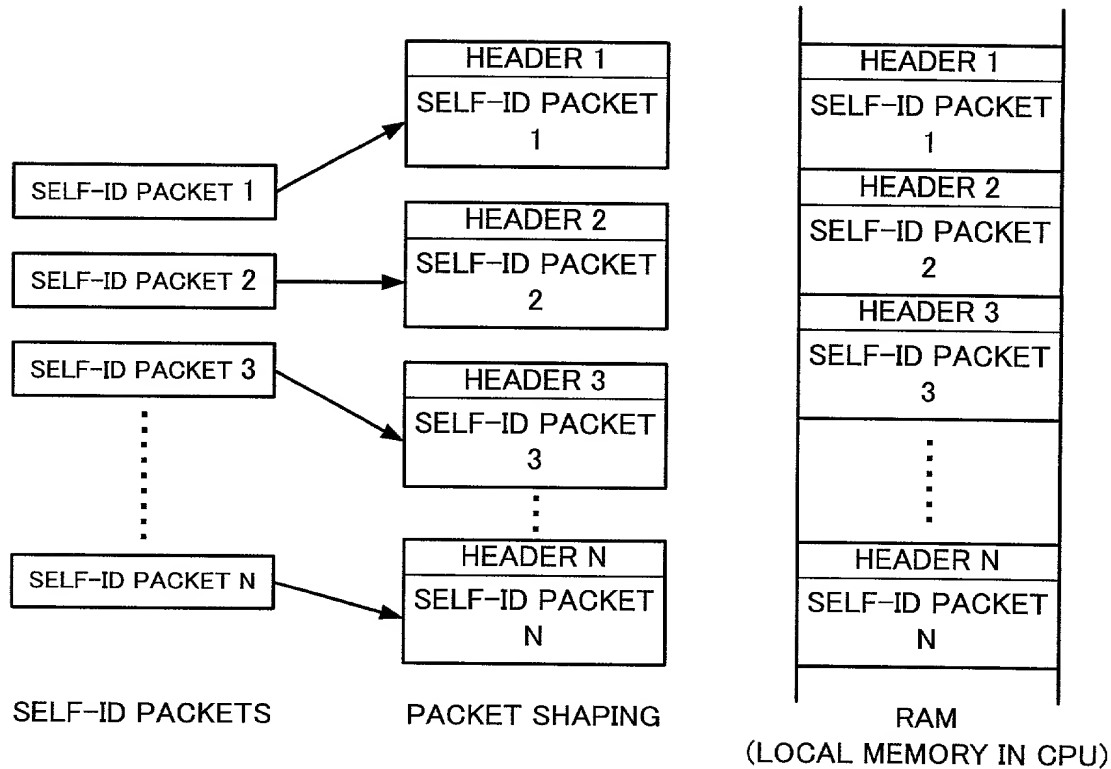 SELF-ID PACKET 1
SELF-ID PACKET 2
SELF-ID PACKET 3
SELF-ID PACKET N
SELF-ID PACKETS
HEADER 1
SELF-ID PACKET
1
HEADER 2
SELF-ID PACKET
2
HEADER 3
SELF-ID PACKET
3
HEADER N
SELF-ID PACKET
N
PACKET SHAPING
HEADER 1
SELF-ID PACKET
1
HEADER 2
SELF-ID PACKET
2
HEADER 3
SELF-ID PACKET
3
HEADER N
SELF-ID PACKET
N
RAM
(LOCAL MEMORY IN CPU)